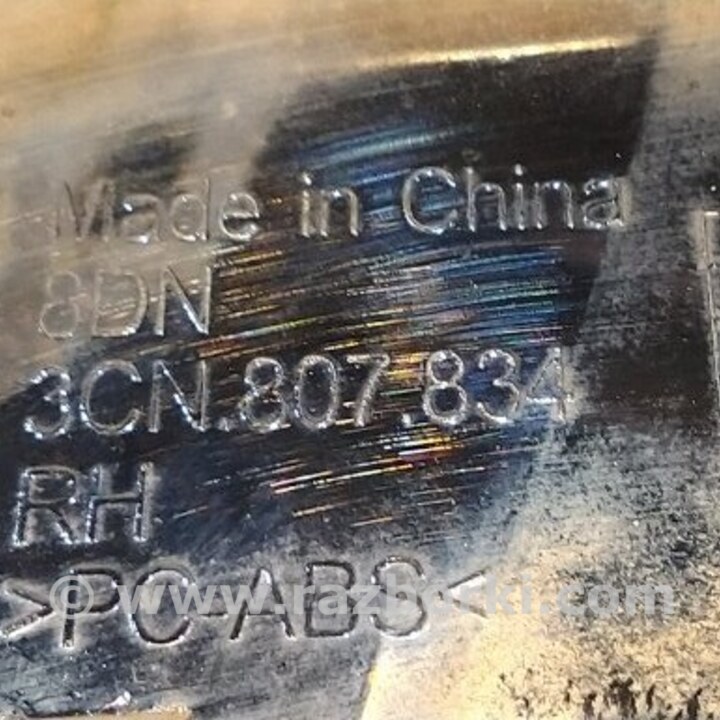 Made in China
8DN
3CN.807.834
RH
>PC-ABS<
© www.razborki.com